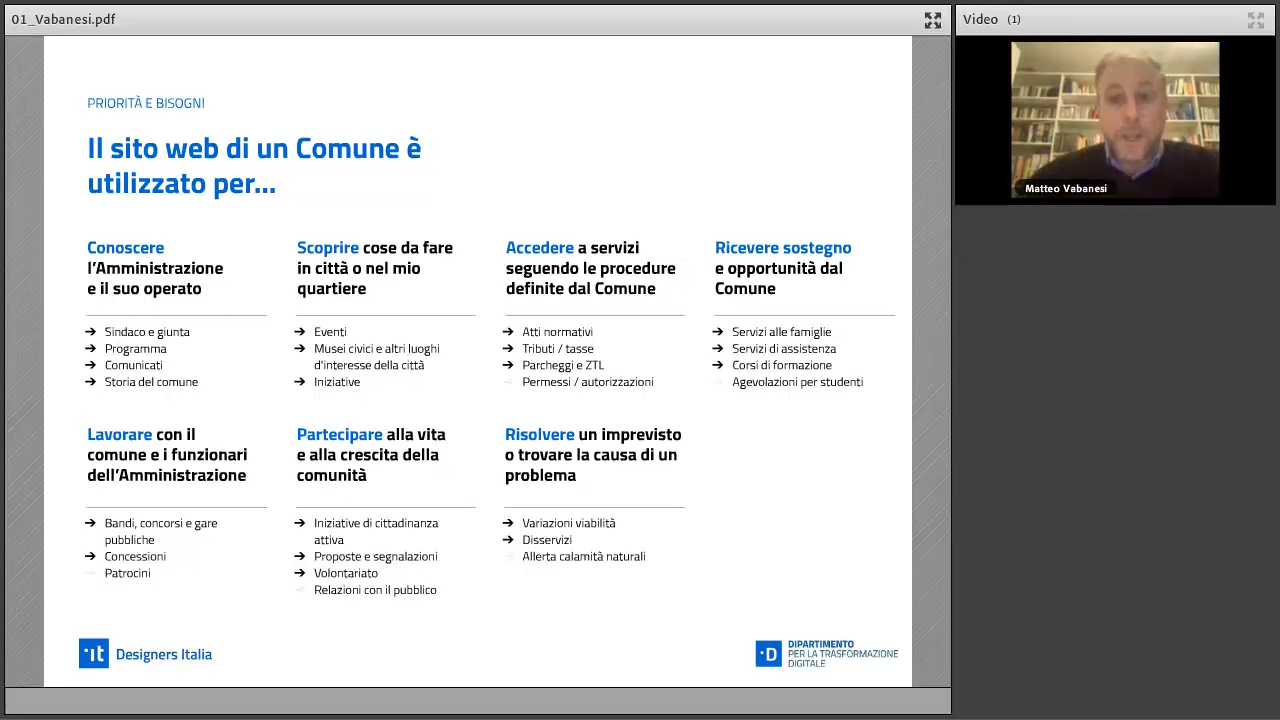 01_Vabanesi.pdf
Video (1)
Matteo Vabanesi
PRIORITÀ E BISOGNI
Il sito web di un Comune è
utilizzato per...
Conoscere
l'Amministrazione
e il suo operato
➔ Sindaco e giunta
➔ Programma
➔ Comunicati
➔ Storia del comune
Scoprire cose da fare
in città o nel mio
quartiere
➔ Eventi
➔ Musei civici e altri luoghi
d'interesse della città
➔ Iniziative
Accedere a servizi
seguendo le procedure
definite dal Comune
➔ Atti normativi
➔ Tributi / tasse
➔ Parcheggi e ZTL
➔ Permessi / autorizzazioni
Ricevere sostegno
e opportunità dal
Comune
➔ Servizi alle famiglie
➔ Servizi di assistenza
➔ Corsi di formazione
➔ Agevolazioni per studenti
Lavorare con il
comune e i funzionari
dell'Amministrazione
➔ Bandi, concorsi e gare
pubbliche
➔ Concessioni
➔ Patrocini
Partecipare alla vita
e alla crescita della
comunità
➔ Iniziative di cittadinanza
attiva
➔ Proposte e segnalazioni
➔ Volontariato
➔ Relazioni con il pubblico
Risolvere un imprevisto
o trovare la causa di un
problema
➔ Variazioni viabilità
➔ Disservizi
➔ Allerta calamità naturali
·it Designers Italia
·D DIPARTIMENTO
PER LA TRASFORMAZIONE
DIGITALE